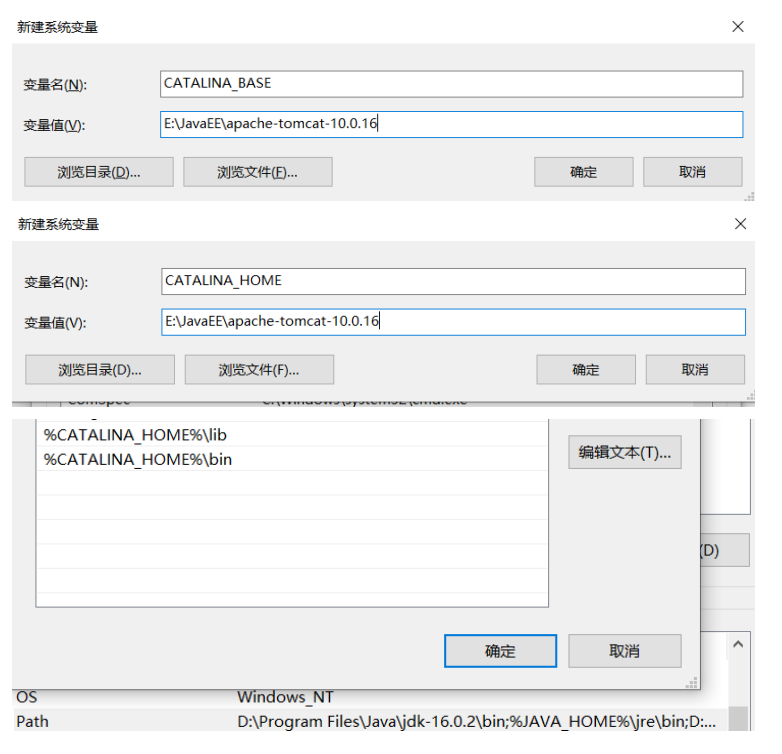 新建系统变量
变量名(N):
CATALINA_BASE
变量值(V):
E:\JavaEE\apache-tomcat-10.0.16
浏览目录(D)...
浏览文件(F)...
确定
取消
新建系统变量
变量名(N):
CATALINA_HOME
变量值(V):
E:\JavaEE\apache-tomcat-10.0.16
浏览目录(D)...
浏览文件(F)...
确定
取消
%CATALINA_HOME%\lib
%CATALINA_HOME%\bin
编辑文本(T)...
(D)
确定
取消
OS
Windows_NT
Path
D:\Program Files\Java\jdk-16.0.2\bin;%JAVA_HOME%\jre\bin;D:...